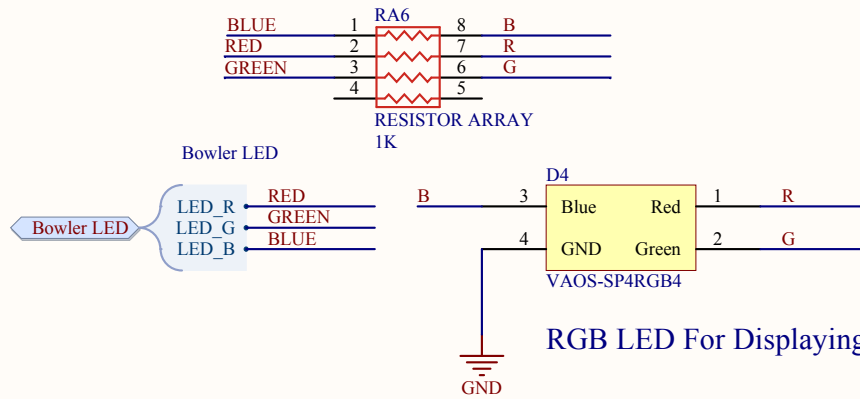 RA6
BLUE 1 8 B
RED 2 7 R
GREEN 3 6 G
4 5
RESISTOR ARRAY
1K
Bowler LED
Bowler LED
LED_R RED
LED_G GREEN
LED_B BLUE
D4
B 3 Blue Red 1 R
4 GND Green 2 G
VAOS-SP4RGB4
RGB LED For Displaying
GND